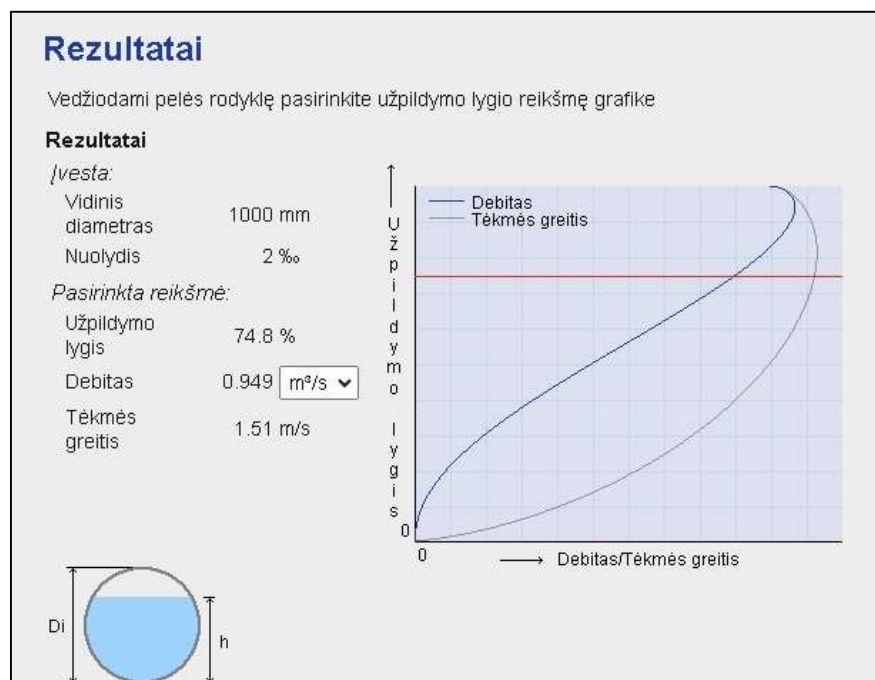 Rezultatai
Vedžiodami pelės rodyklę pasirinkite užpildymo lygio reikšmę grafike
Rezultatai
Įvesta:
Vidinis
diametras
1000 mm
Nuolydis
2 ‰
Pasirinkta reikšmė:
Užpildymo
lygis
74.8 %
Debitas
0.949 m³/s
Tėkmės
greitis
1.51 m/s
Užpildymo lygis
Debitas
Tėkmės greitis
0
0
Debitas/Tėkmės greitis
Di
h